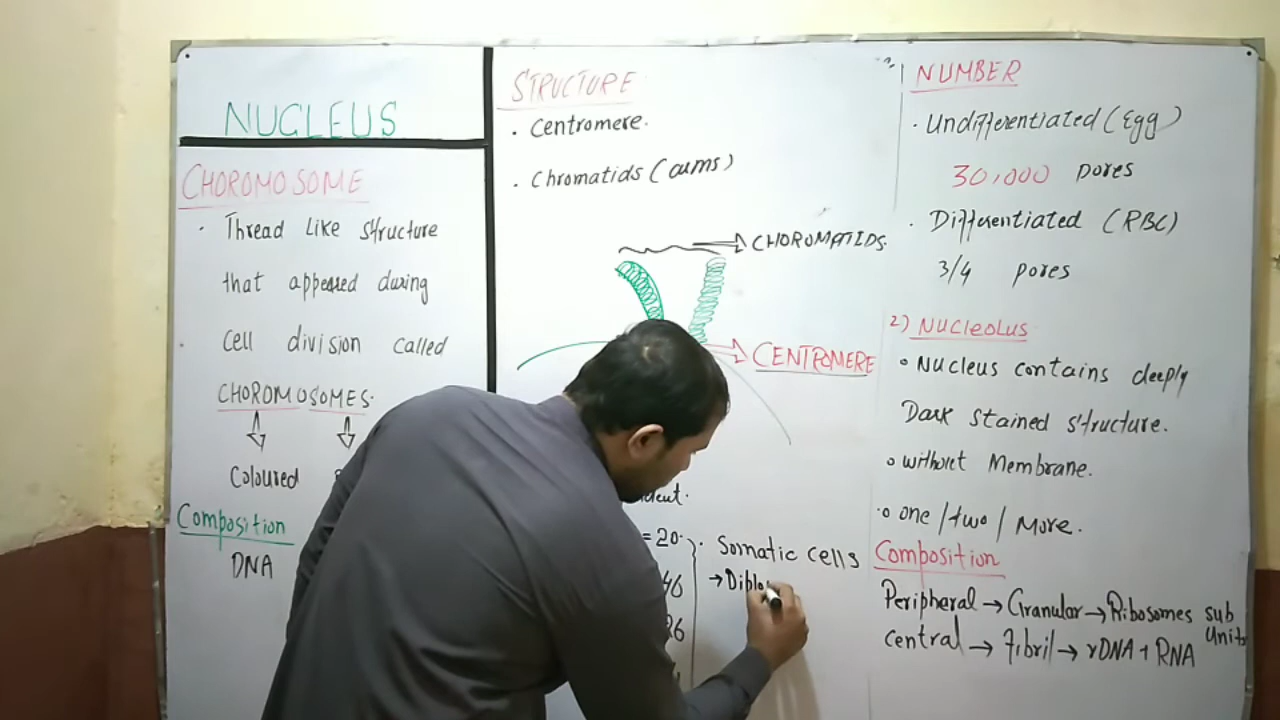 NUCLEUS
CHOROMOSOME
. Thread Like structure
that appeared during
Cell division called
CHOROMOSOMES.
Coloured
Composition
DNA
STRUCTURE
. Centromere.
. Chromatids (arms)
CHOROMATIDS.
CENTROMERE
= 20.
46
26
. Somatic cells
→ Diplo
NUMBER
. Undifferentiated (Egg)
30,000 pores
. Differentiated (RBC)
3/4 pores
2) Nucleolus
o Nucleus contains deeply
Dark stained structure.
o without Membrane.
o one / two / More.
Composition
Peripheral → Granular → Ribosomes sub
units
central → Fibril → rDNA + RNA